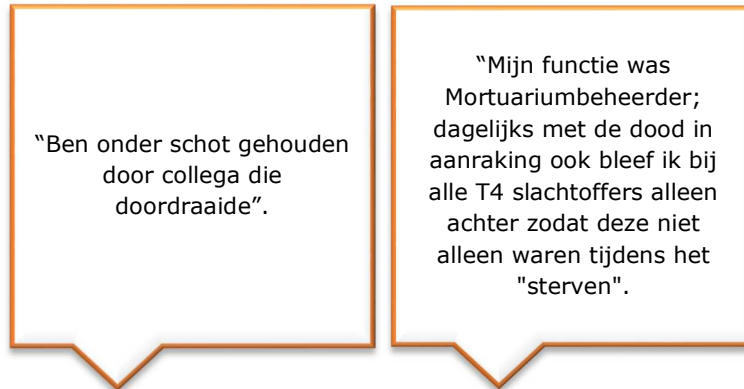 “Ben onder schot gehouden
door collega die
doordraaide”.
“Mijn functie was
Mortuariumbeheerder;
dagelijks met de dood in
aanraking ook bleef ik bij
alle T4 slachtoffers alleen
achter zodat deze niet
alleen waren tijdens het
"sterven".